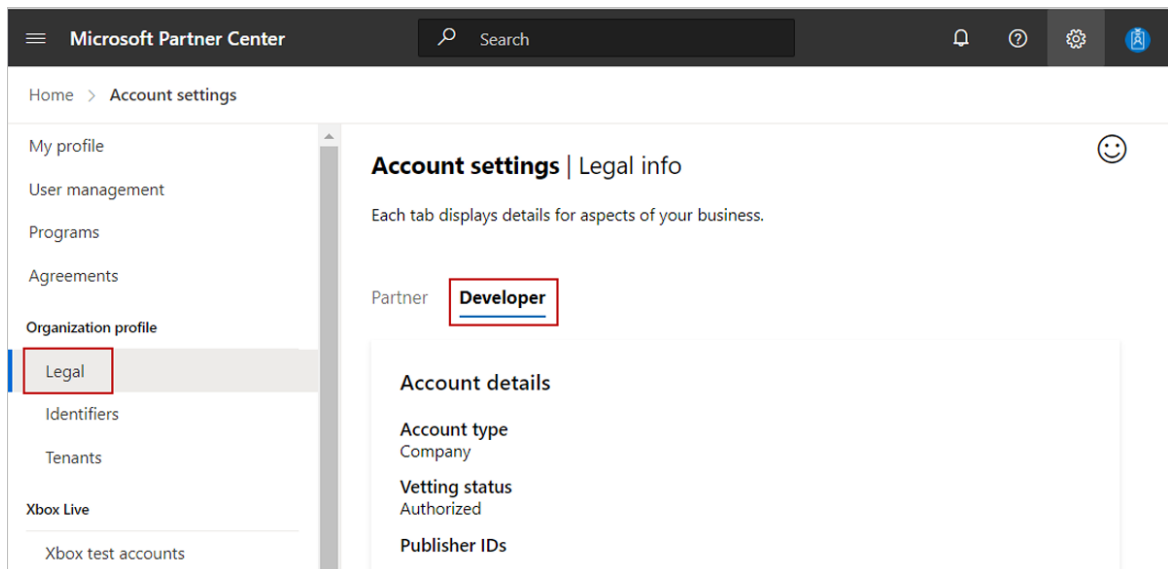 Microsoft Partner Center
Search
Home > Account settings
My profile
User management
Programs
Agreements
Organization profile
Legal
Identifiers
Tenants
Xbox Live
Xbox test accounts
Account settings | Legal info
Each tab displays details for aspects of your business.
Partner Developer
Account details
Account type
Company
Vetting status
Authorized
Publisher IDs